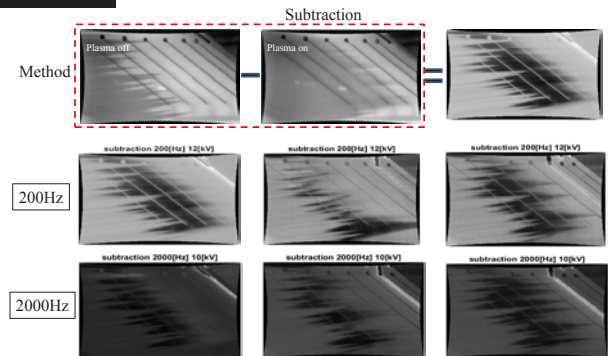 Subtraction
Method
Plasma off
Plasma on
subtraction 200[Hz] 12[kV]
subtraction 200[Hz] 12[kV]
subtraction 200[Hz] 12[kV]
200Hz
subtraction 2000[Hz] 10[kV]
subtraction 2000[Hz] 10[kV]
subtraction 2000[Hz] 10[kV]
2000Hz